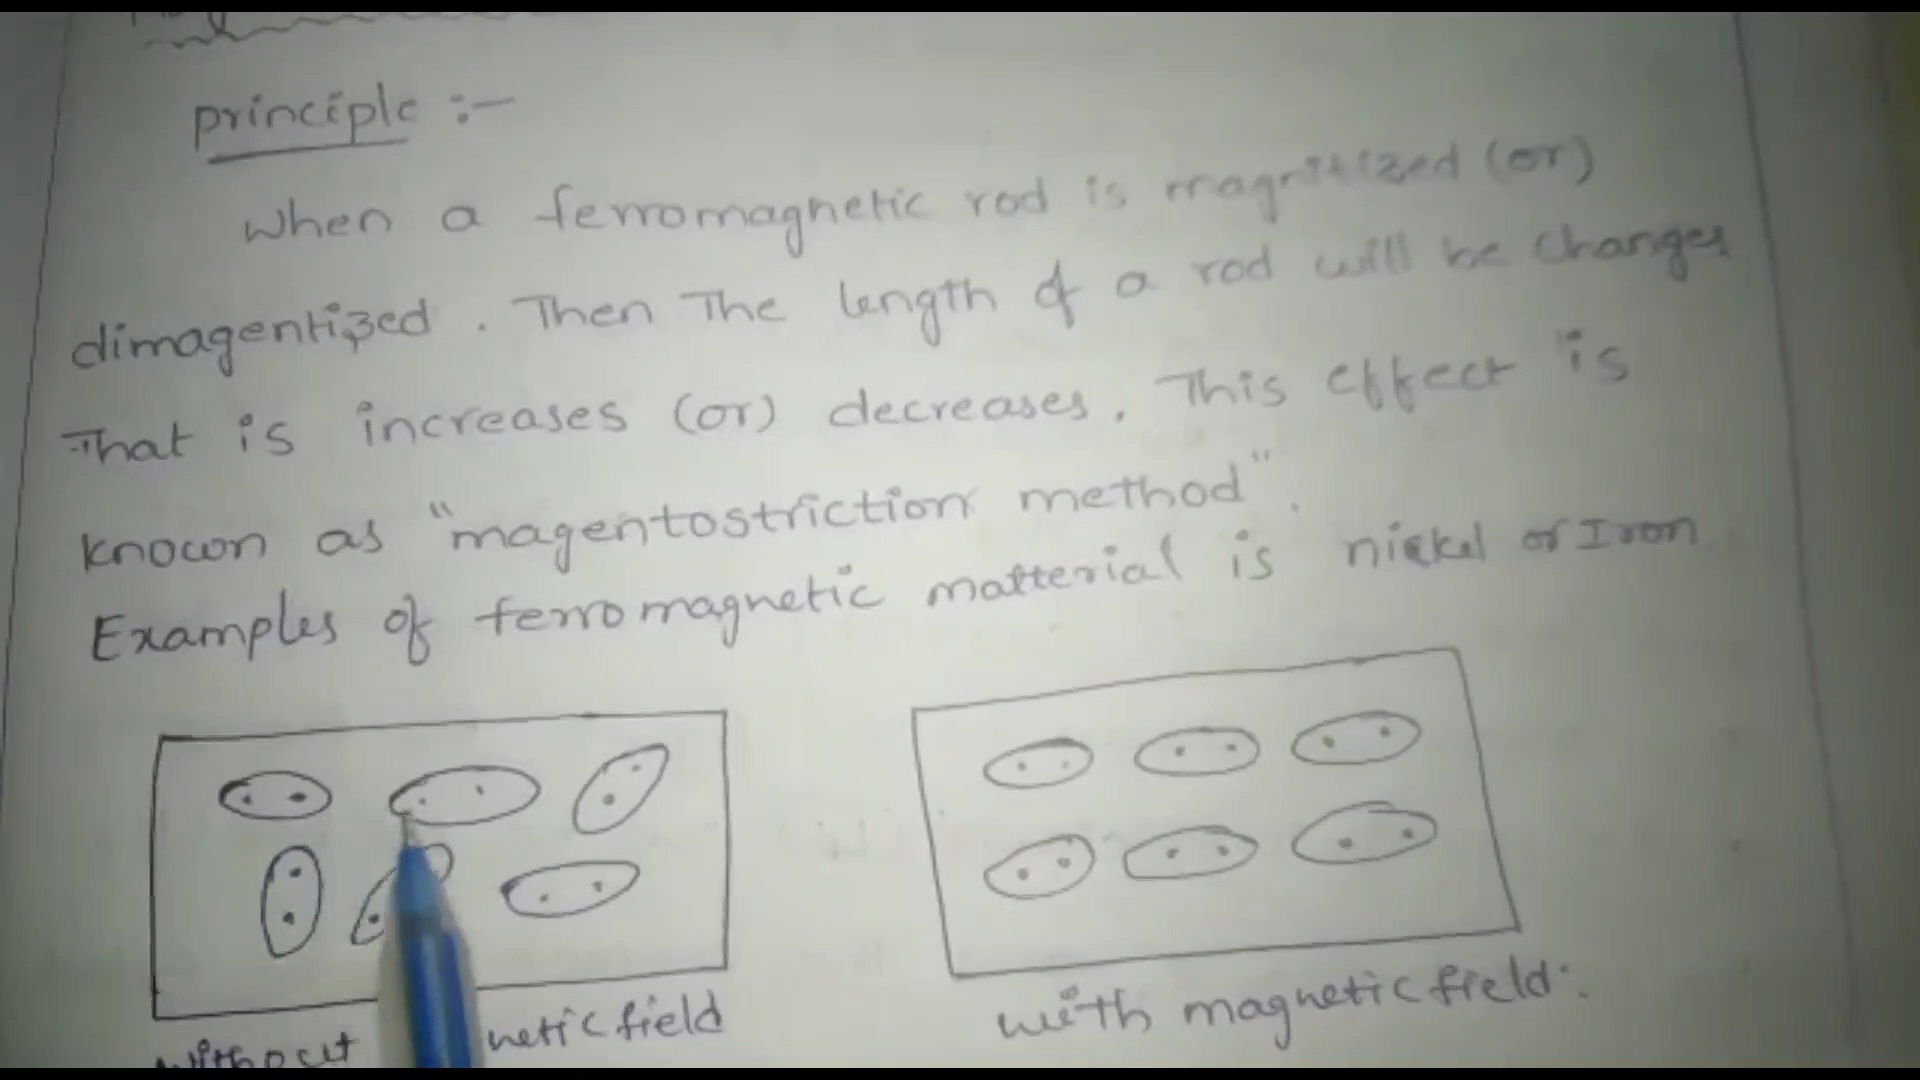 principle :-
When a ferromagnetic rod is magnitized (or)
dimagentized. Then The length of a rod will be changes
That is increases (or) decreases. This effect is
known as "magentostriction method".
Examples of ferromagnetic matterial is nickel or Iron
without netic field
with magnetic field.